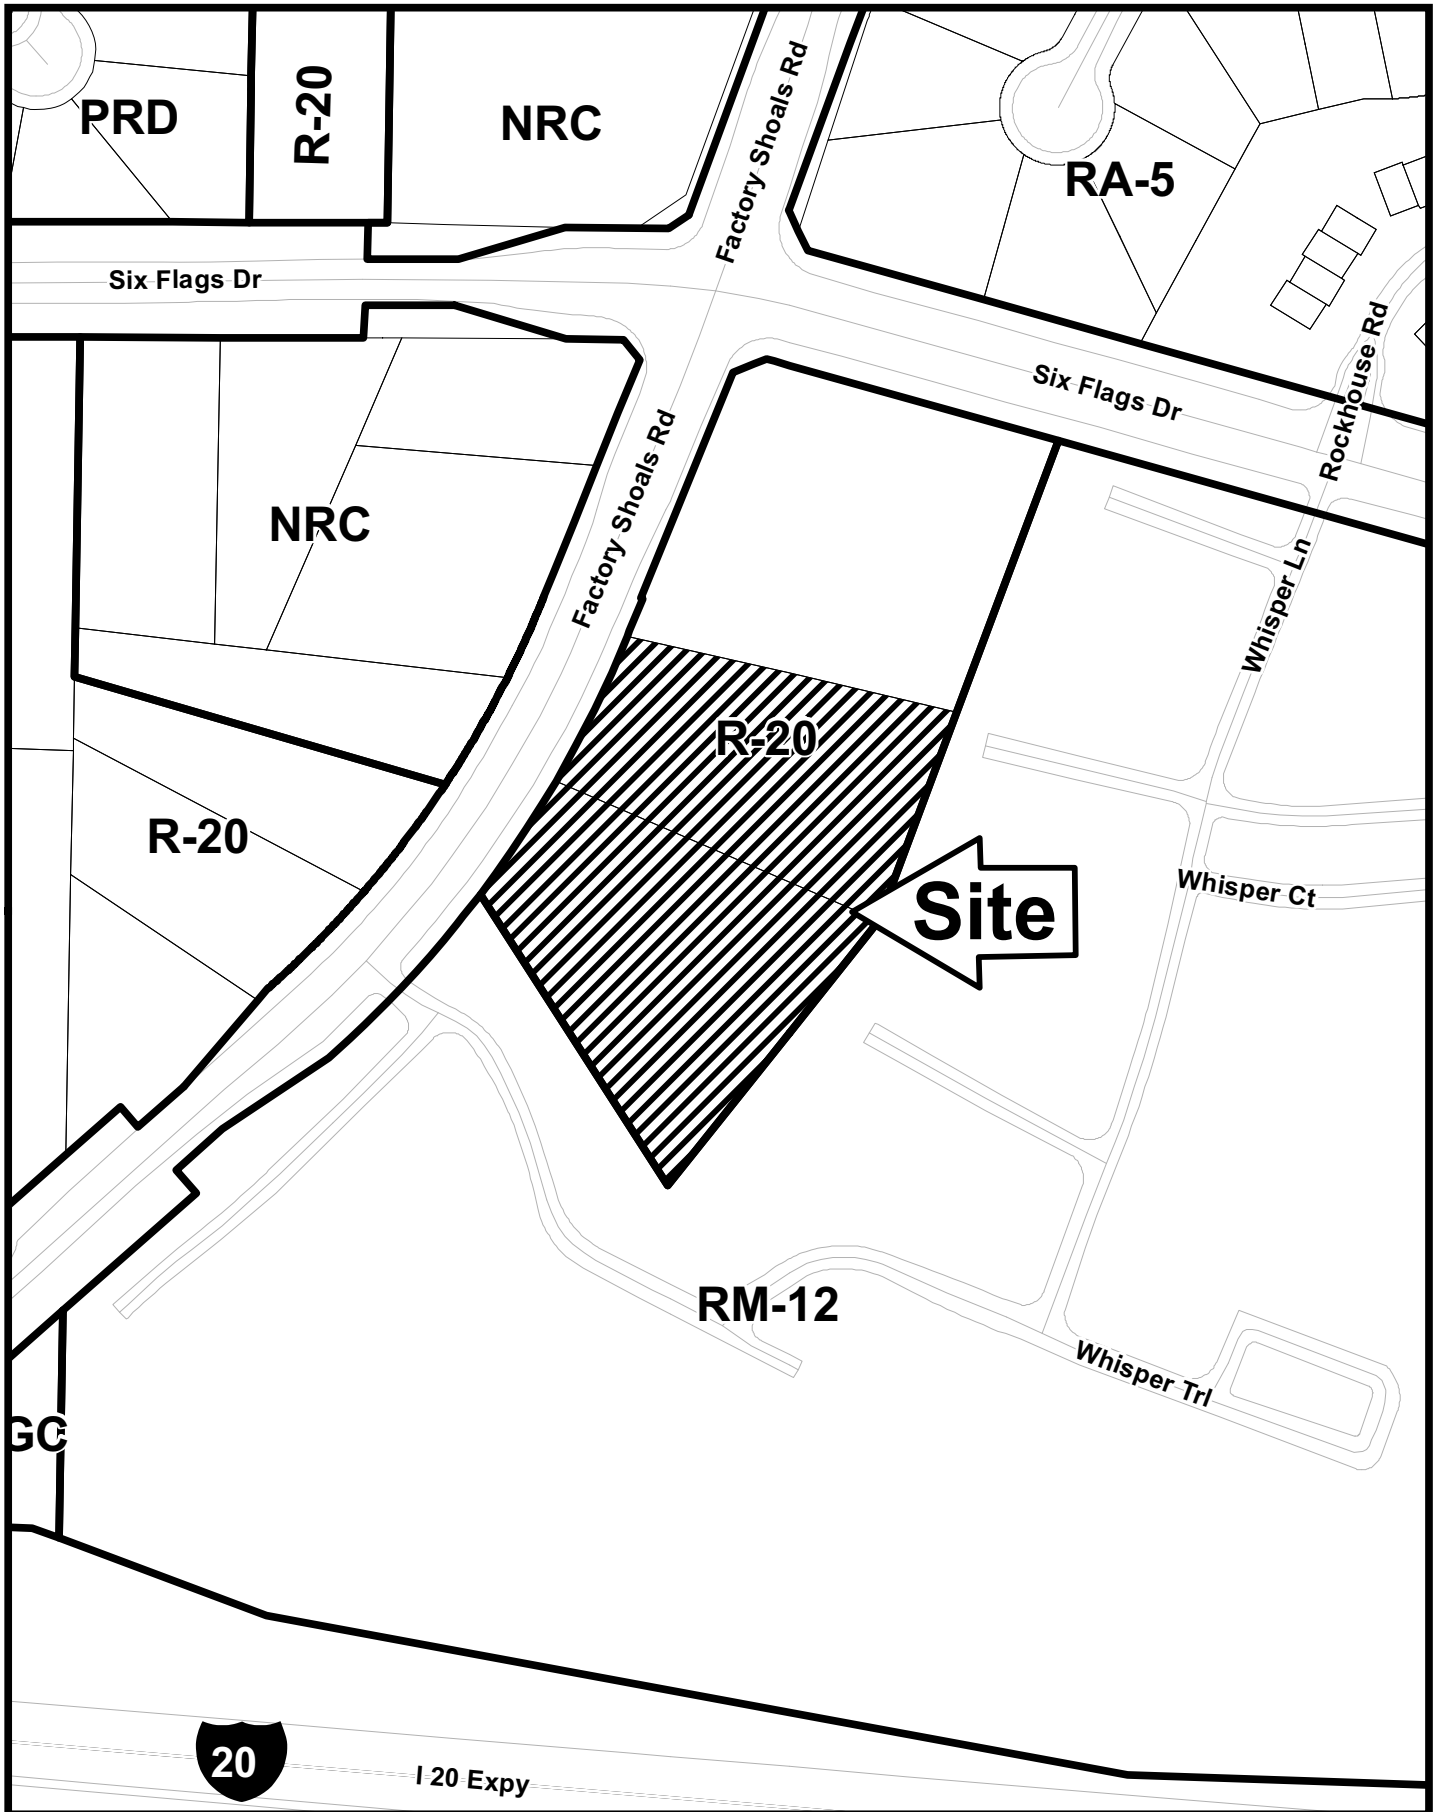 PRD
R-20
NRC
Factory Shoals Rd
RA-5
Six Flags Dr
Six Flags Dr
Rockhouse Rd
NRC
Factory Shoals Rd
Whisper Ln
R-20
R-20
Whisper Ct
Site
RM-12
Whisper Trl
GC
20
I 20 Expy